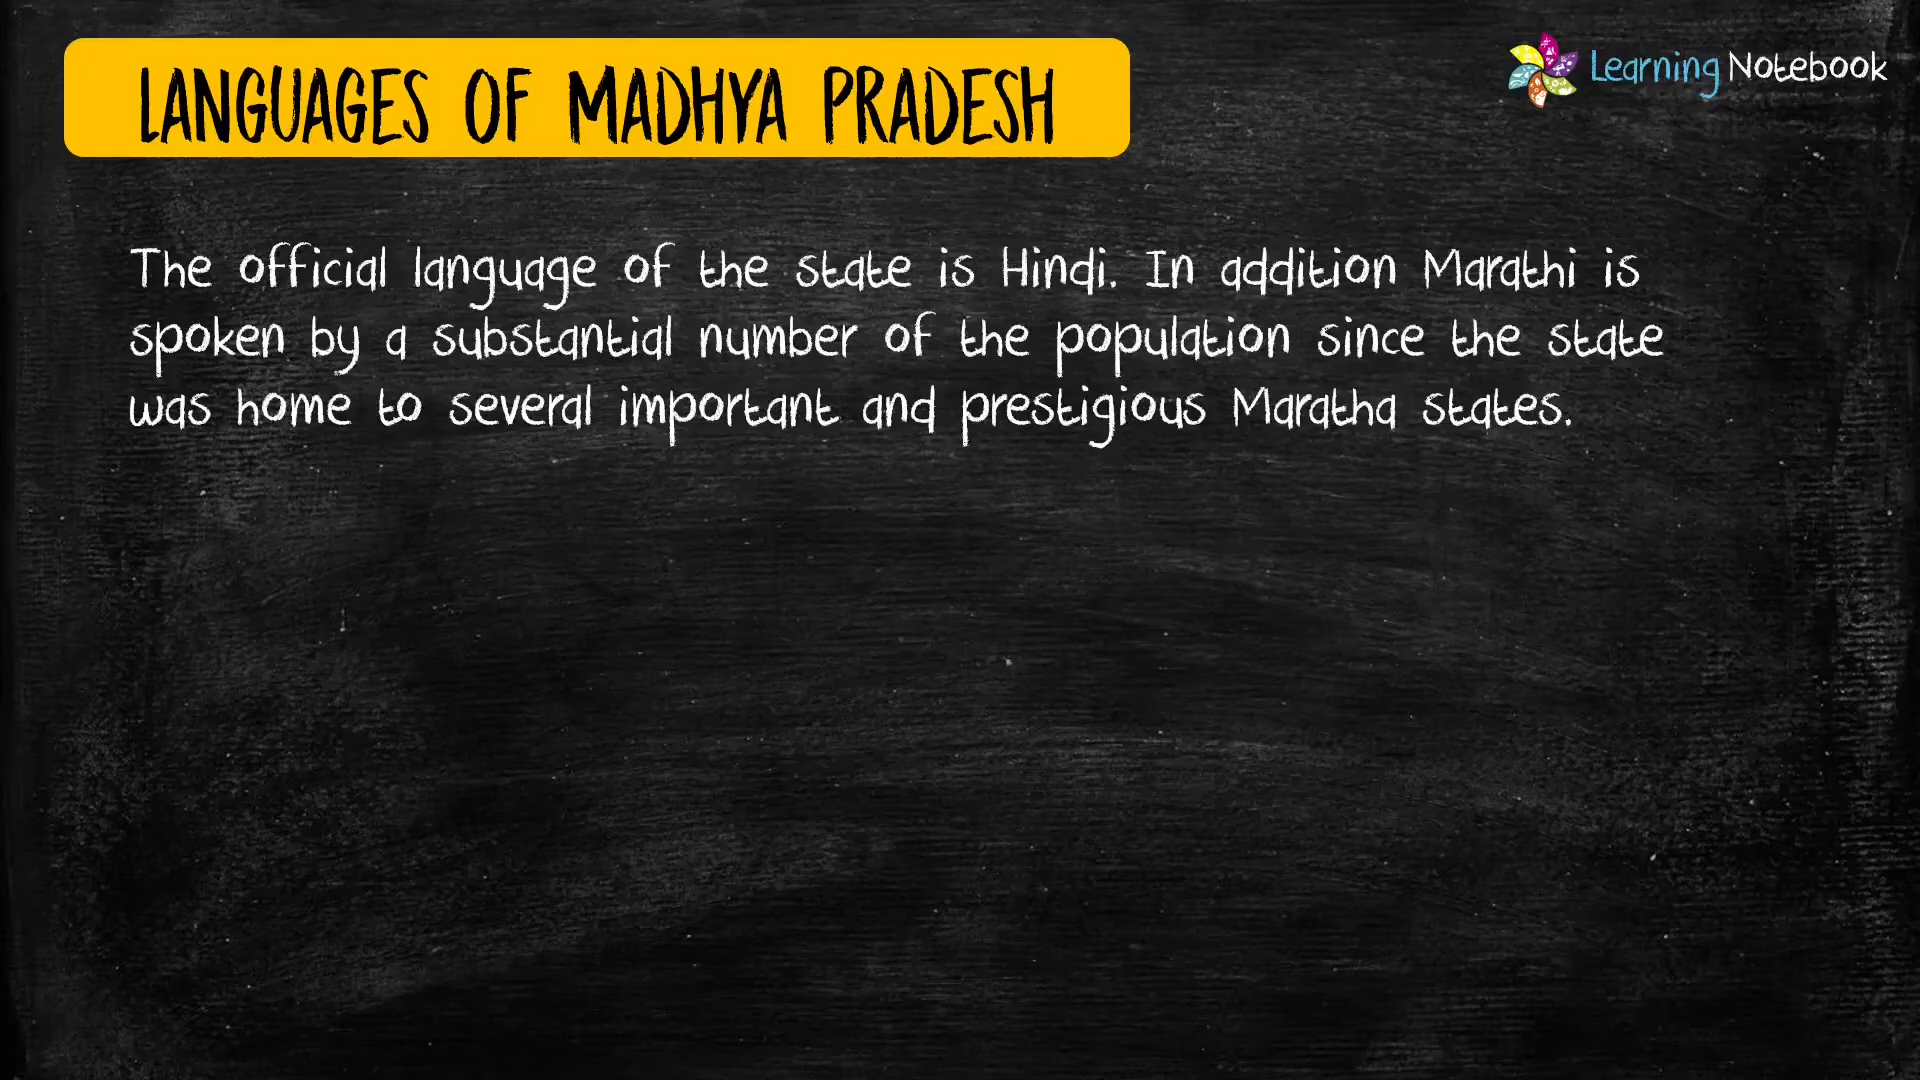 LANGUAGES OF MADHYA PRADESH
Learning Notebook
The official language of the state is Hindi. In addition Marathi is
spoken by a substantial number of the population since the state
was home to several important and prestigious Maratha states.